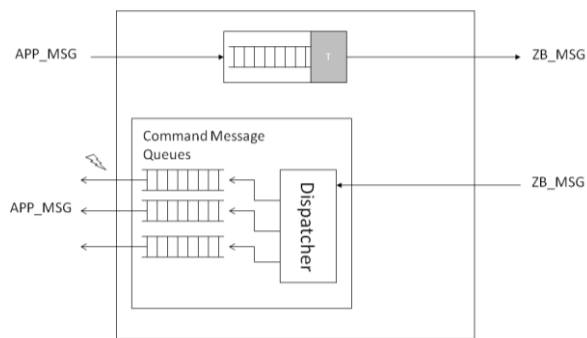 APP_MSG
T
ZB_MSG
Command Message
Queues
Dispatcher
ZB_MSG
APP_MSG